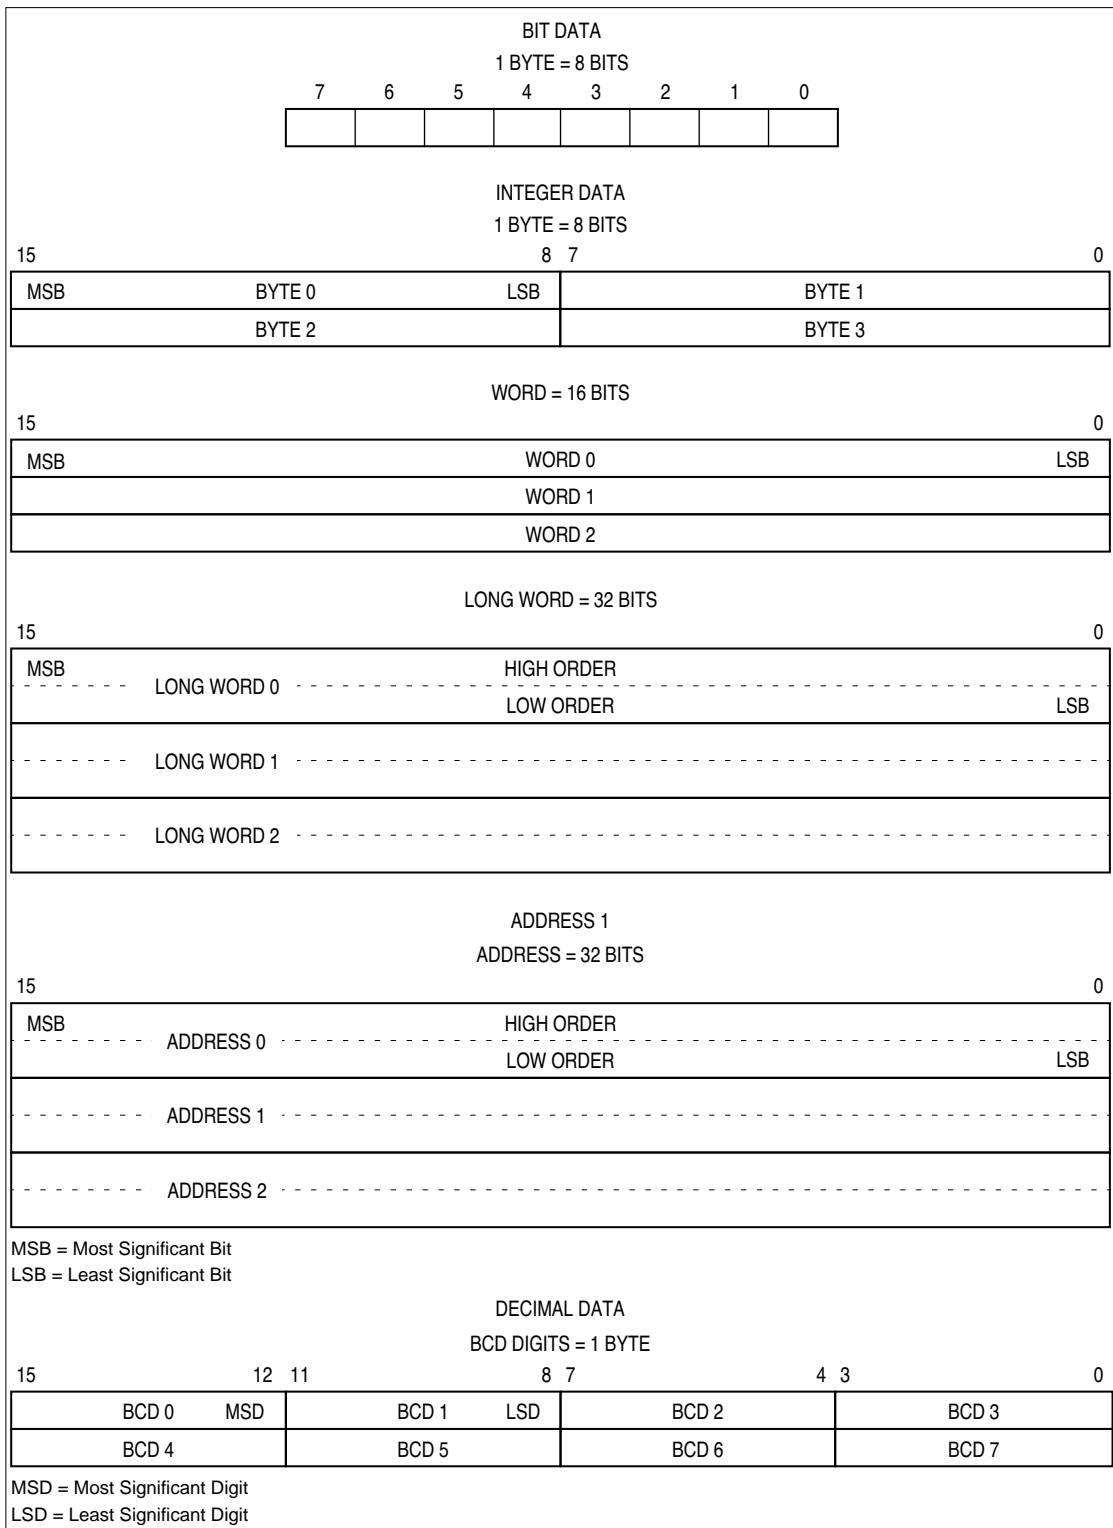 BIT DATA
1 BYTE = 8 BITS
7 6 5 4 3 2 1 0
INTEGER DATA
1 BYTE = 8 BITS
15 8 7 0
MSB BYTE 0 LSB BYTE 1
BYTE 2 BYTE 3
WORD = 16 BITS
15 0
MSB WORD 0 LSB
WORD 1
WORD 2
LONG WORD = 32 BITS
15 0
MSB HIGH ORDER
LONG WORD 0
LOW ORDER LSB
LONG WORD 1
LONG WORD 2
ADDRESS 1
ADDRESS = 32 BITS
15 0
MSB HIGH ORDER
ADDRESS 0
LOW ORDER LSB
ADDRESS 1
ADDRESS 2
MSB = Most Significant Bit
LSB = Least Significant Bit
DECIMAL DATA
BCD DIGITS = 1 BYTE
15 12 11 8 7 4 3 0
BCD 0 MSD BCD 1 LSD BCD 2 BCD 3
BCD 4 BCD 5 BCD 6 BCD 7
MSD = Most Significant Digit
LSD = Least Significant Digit